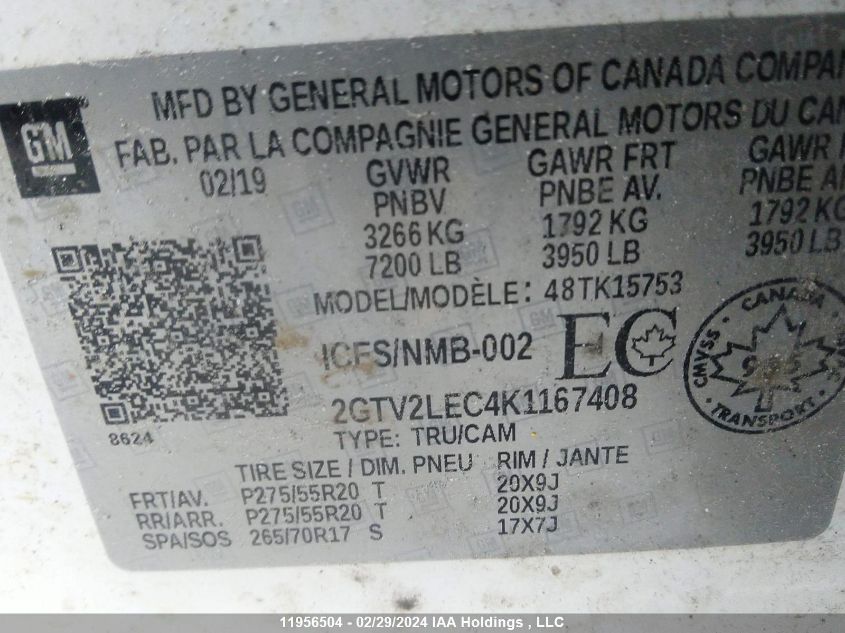 MFD BY GENERAL MOTORS OF CANADA
FAB. PAR LA COMPAGNIE GENERAL MOTORS DU
GM
02/19
GVWR
PNBV
3266 KG
7200 LB
GAWR FRT
PNBE AV.
1792 KG
3950 LB
GAWR
PNBE
1792 KG
3950 LB
MODEL/MODÈLE: 48TK15753
ICES/NMB-002
EC
CANADA
CMVSS
NSVAC
TRANSPORT
2GTV2LEC4K1167408
8624
TYPE: TRU/CAM
TIRE SIZE / DIM. PNEU RIM / JANTE
FRT/AV. P275/55R20 T 20X9J
RR/ARR. P275/55R20 T 20X9J
SPA/SOS 265/70R17 S 17X7J
11956504 - 02/29/2024 IAA Holdings , LLC